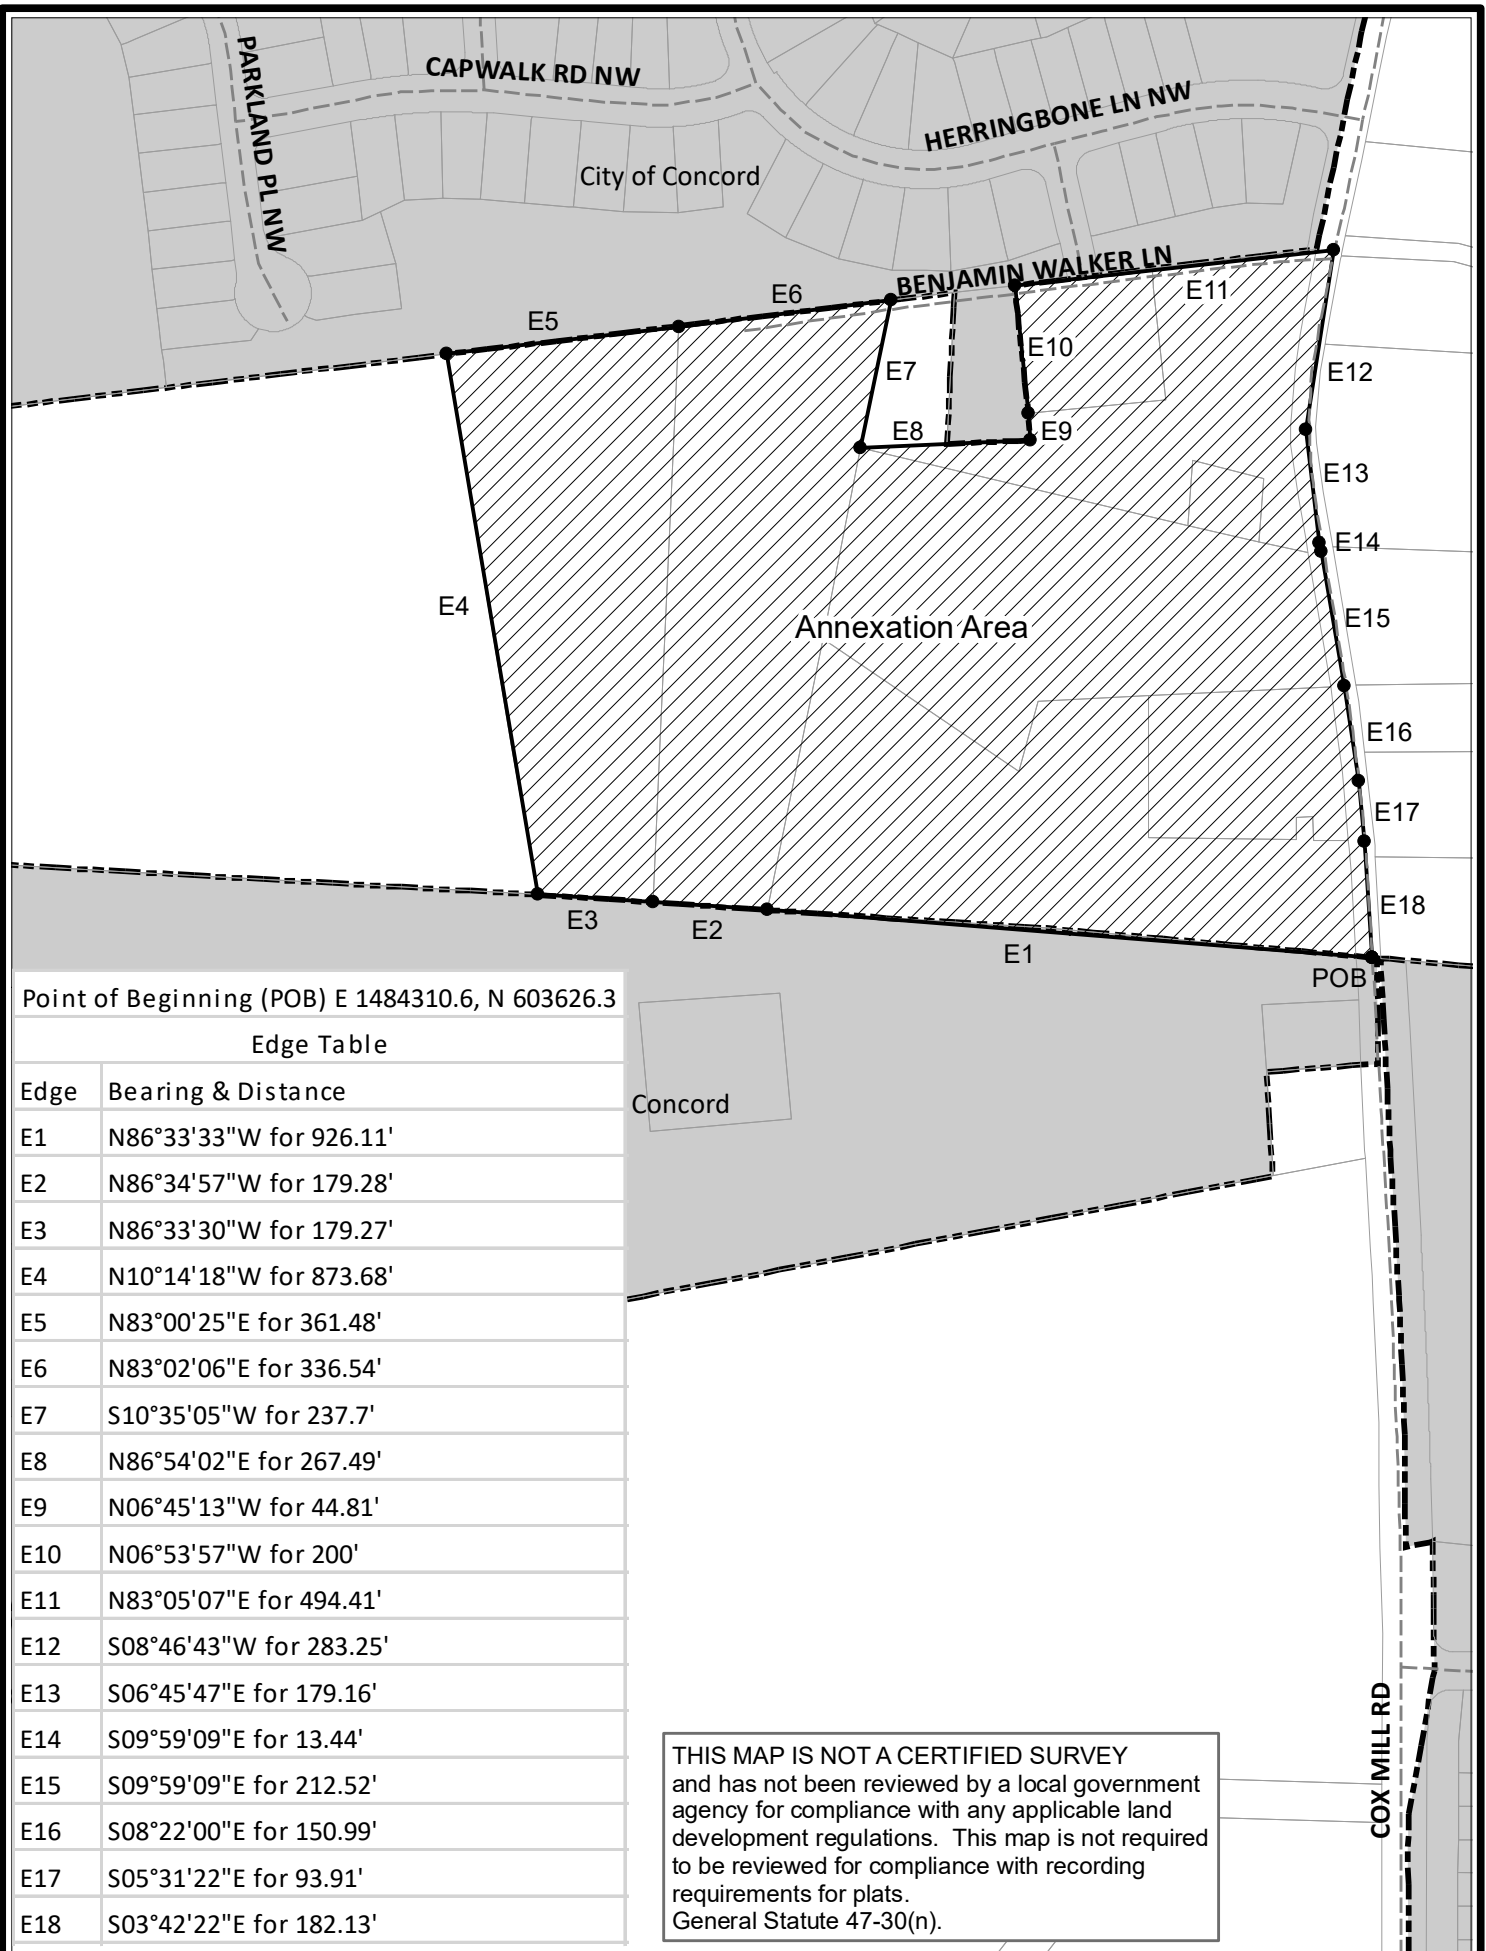 PARKLAND PL NW
CAPWALK RD NW
HERRINGBONE LN NW
City of Concord
BENJAMIN WALKER LN
E6
E11
E5
E10
E7
E12
E8
E9
E13
E14
E4
E15
Annexation Area
E16
E17
E3
E18
E2
E1
POB
Point of Beginning (POB) E 1484310.6, N 603626.3
Edge Table
Edge Bearing & Distance
E1 N86°33'33"W for 926.11'
E2 N86°34'57"W for 179.28'
E3 N86°33'30"W for 179.27'
E4 N10°14'18"W for 873.68'
E5 N83°00'25"E for 361.48'
E6 N83°02'06"E for 336.54'
E7 S10°35'05"W for 237.7'
E8 N86°54'02"E for 267.49'
E9 N06°45'13"W for 44.81'
E10 N06°53'57"W for 200'
E11 N83°05'07"E for 494.41'
E12 S08°46'43"W for 283.25'
E13 S06°45'47"E for 179.16'
E14 S09°59'09"E for 13.44'
E15 S09°59'09"E for 212.52'
E16 S08°22'00"E for 150.99'
E17 S05°31'22"E for 93.91'
E18 S03°42'22"E for 182.13'
Concord
COX MILL RD
THIS MAP IS NOT A CERTIFIED SURVEY
and has not been reviewed by a local government
agency for compliance with any applicable land
development regulations. This map is not required
to be reviewed for compliance with recording
requirements for plats.
General Statute 47-30(n).